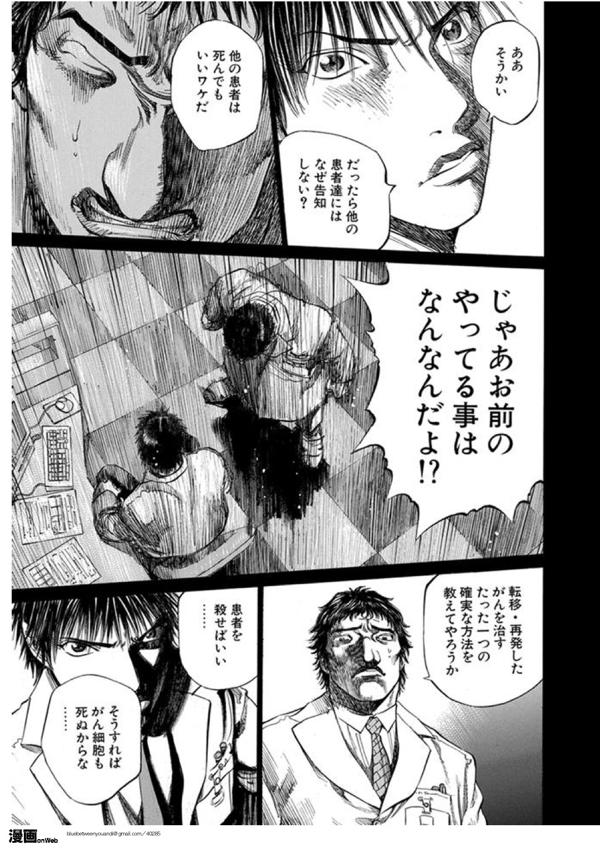 ああ
そうかい
だったら他の
患者達には
なぜ告知
しない?
他の患者は
死んでも
いいワケだ
じゃあお前の
やってる事は
なんなんだよ!?
転移・再発した
がんを治す
たった一つの
確実な方法を
教えてやろうか
患者を
殺せばいい
……
そうすれば
がん細胞も
死ぬからな
……
漫画onWeb
bluebetweenyouandi@gmail.com/40285